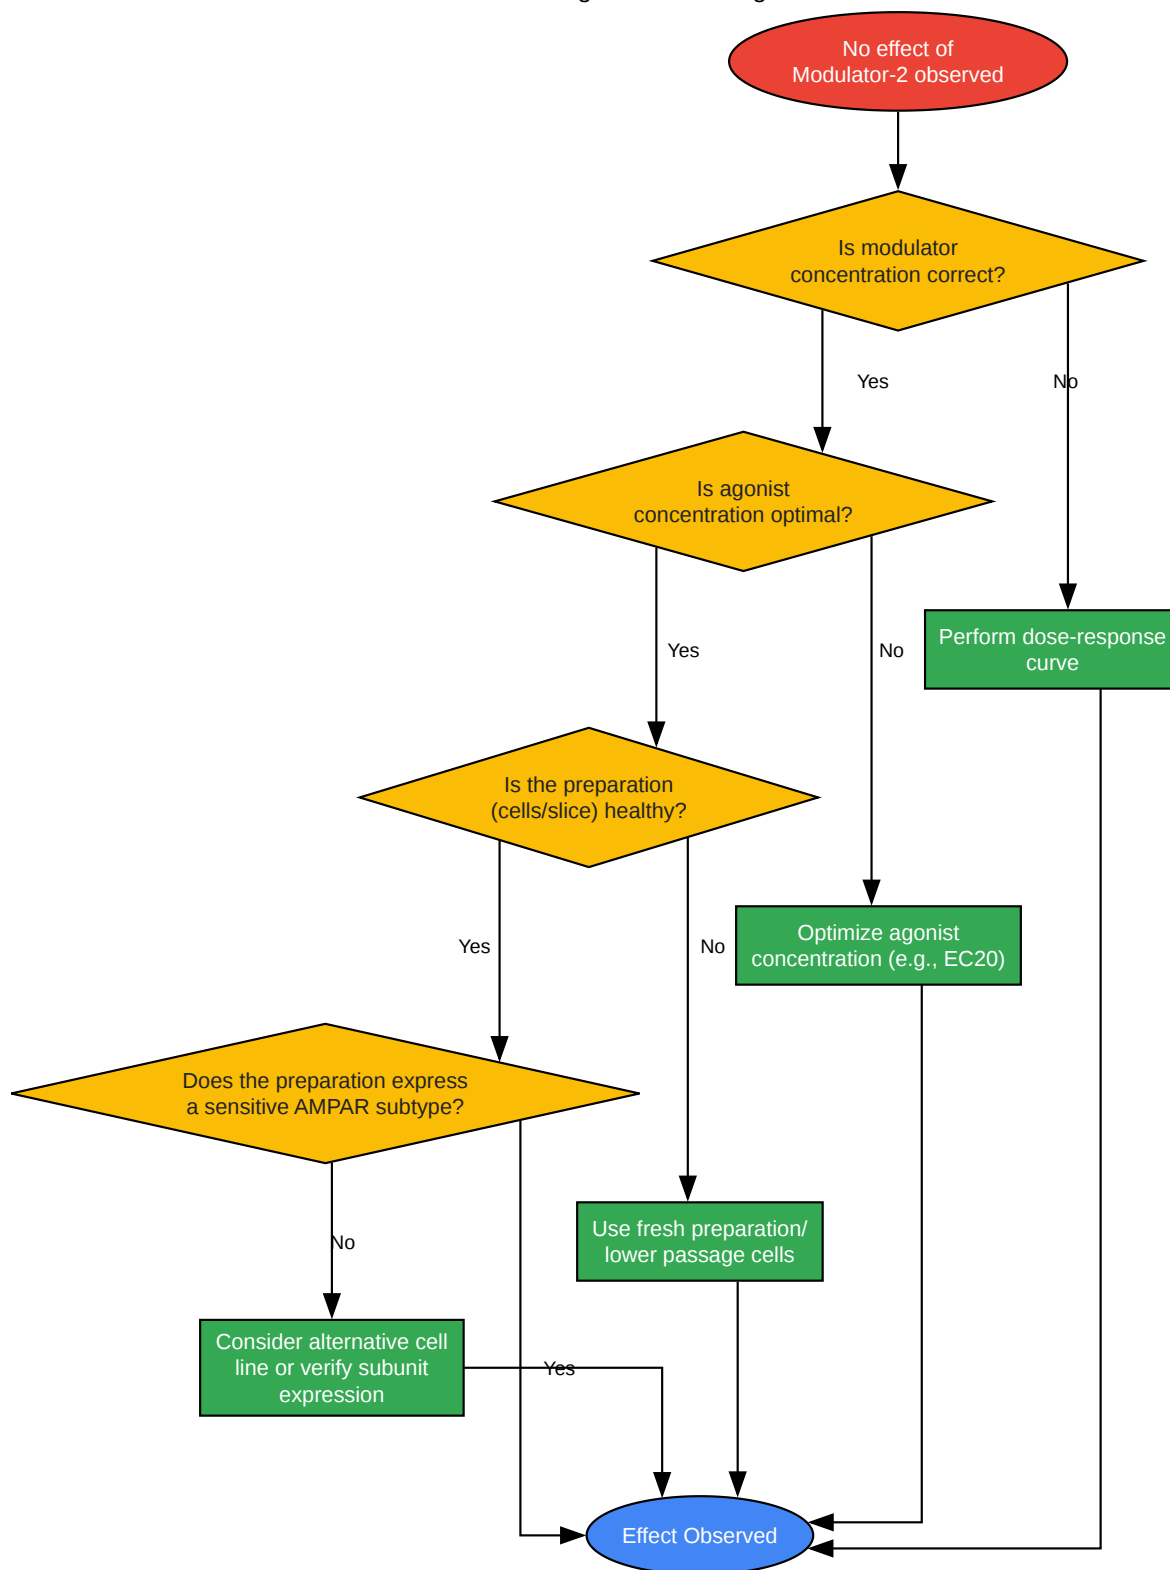 No effect of
Modulator-2 observed
Is modulator
concentration correct?
Yes
No
Is agonist
concentration optimal?
Yes
No
Perform dose-response
curve
Is the preparation
(cells/slice) healthy?
Yes
No
Optimize agonist
concentration (e.g., EC20)
Does the preparation express
a sensitive AMPAR subtype?
No
Use fresh preparation/
lower passage cells
Consider alternative cell
line or verify subunit
expression
Yes
Effect Observed